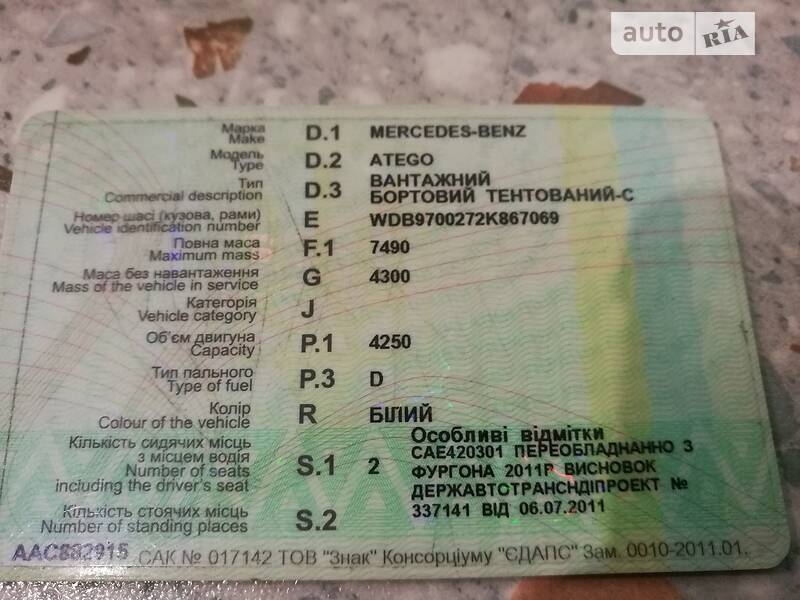 auto RIA
Марка D.1 MERCEDES-BENZ
Make
Модель D.2 ATEGO
Type
Тип D.3 ВАНТАЖНИЙ
Commercial description БОРТОВИЙ ТЕНТОВАНИЙ-С
Номер шасі (кузова, рами) E WDB9700272K867069
Vehicle identification number
Повна маса F.1 7490
Maximum mass
Маса без навантаження G 4300
Mass of the vehicle in service
Категорія J
Vehicle category
Об'єм двигуна P.1 4250
Capacity
Тип пального P.3 D
Type of fuel
Колір R БІЛИЙ
Colour of the vehicle
Кількість сидячих місць
з місцем водія S.1 2
Number of seats
including the driver's seat
Особливі відмітки
САЕ420301 ПЕРЕОБЛАДНАННО З
ФУРГОНА 2011Р ВИСНОВОК
ДЕРЖАВТОТРАНСНДІПРОЕКТ №
337141 ВІД 06.07.2011
Кількість стоячих місць S.2
Number of standing places
ААС882915 САК № 017142 ТОВ "Знак" Консорціуму "ЄДАПС" Зам. 0010-2011.01.